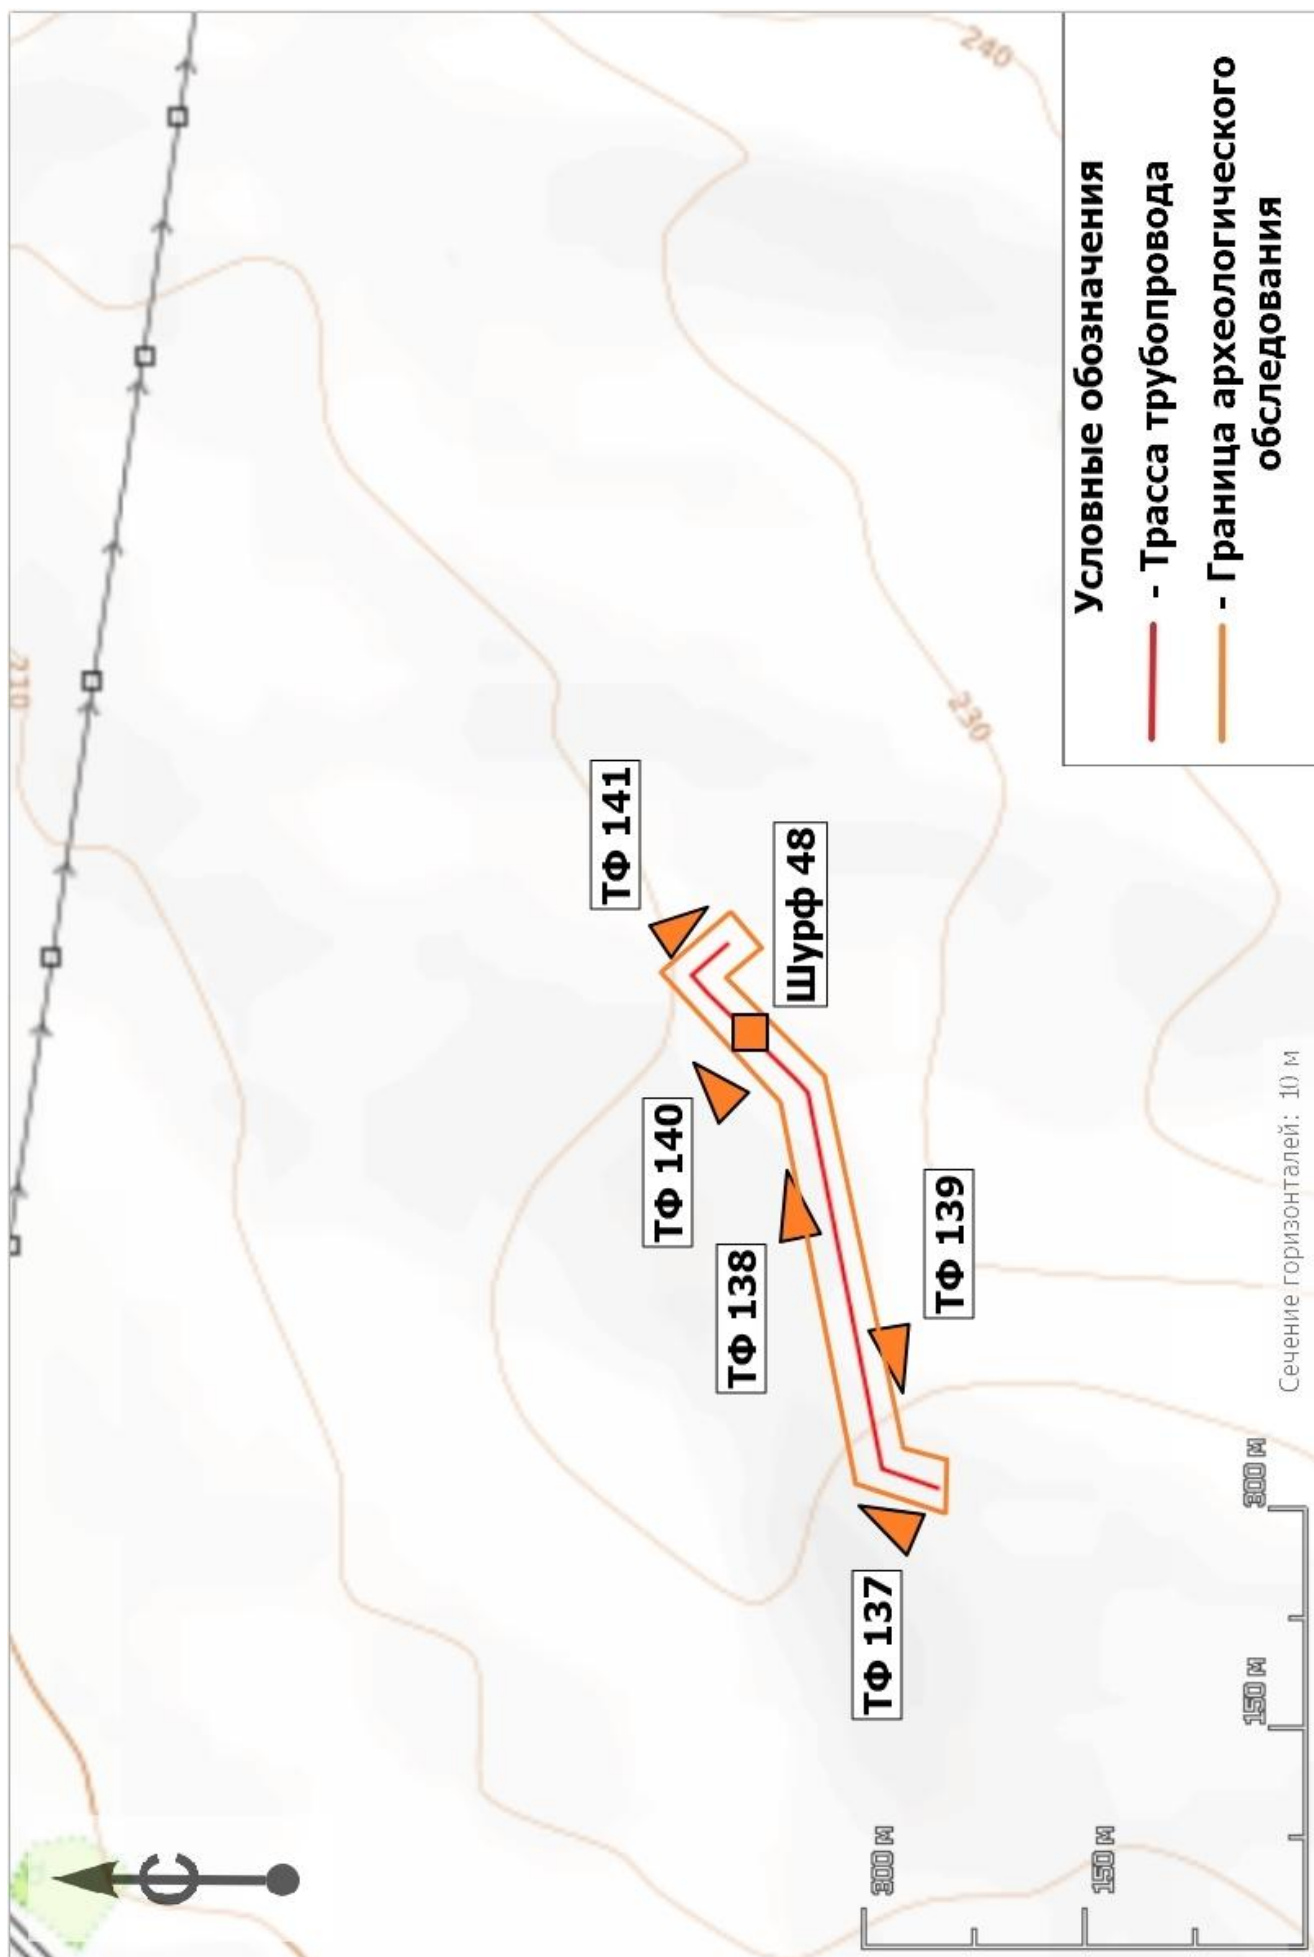 210
С
ТФ 141
ТФ 140
ТФ 138
Шурф 48
ТФ 137
ТФ 139
230
240
Условные обозначения
- Трасса трубопровода
- Граница археологического
обследования
300 м
150 м
150 м
300 м
Сечение горизонталей: 10 м